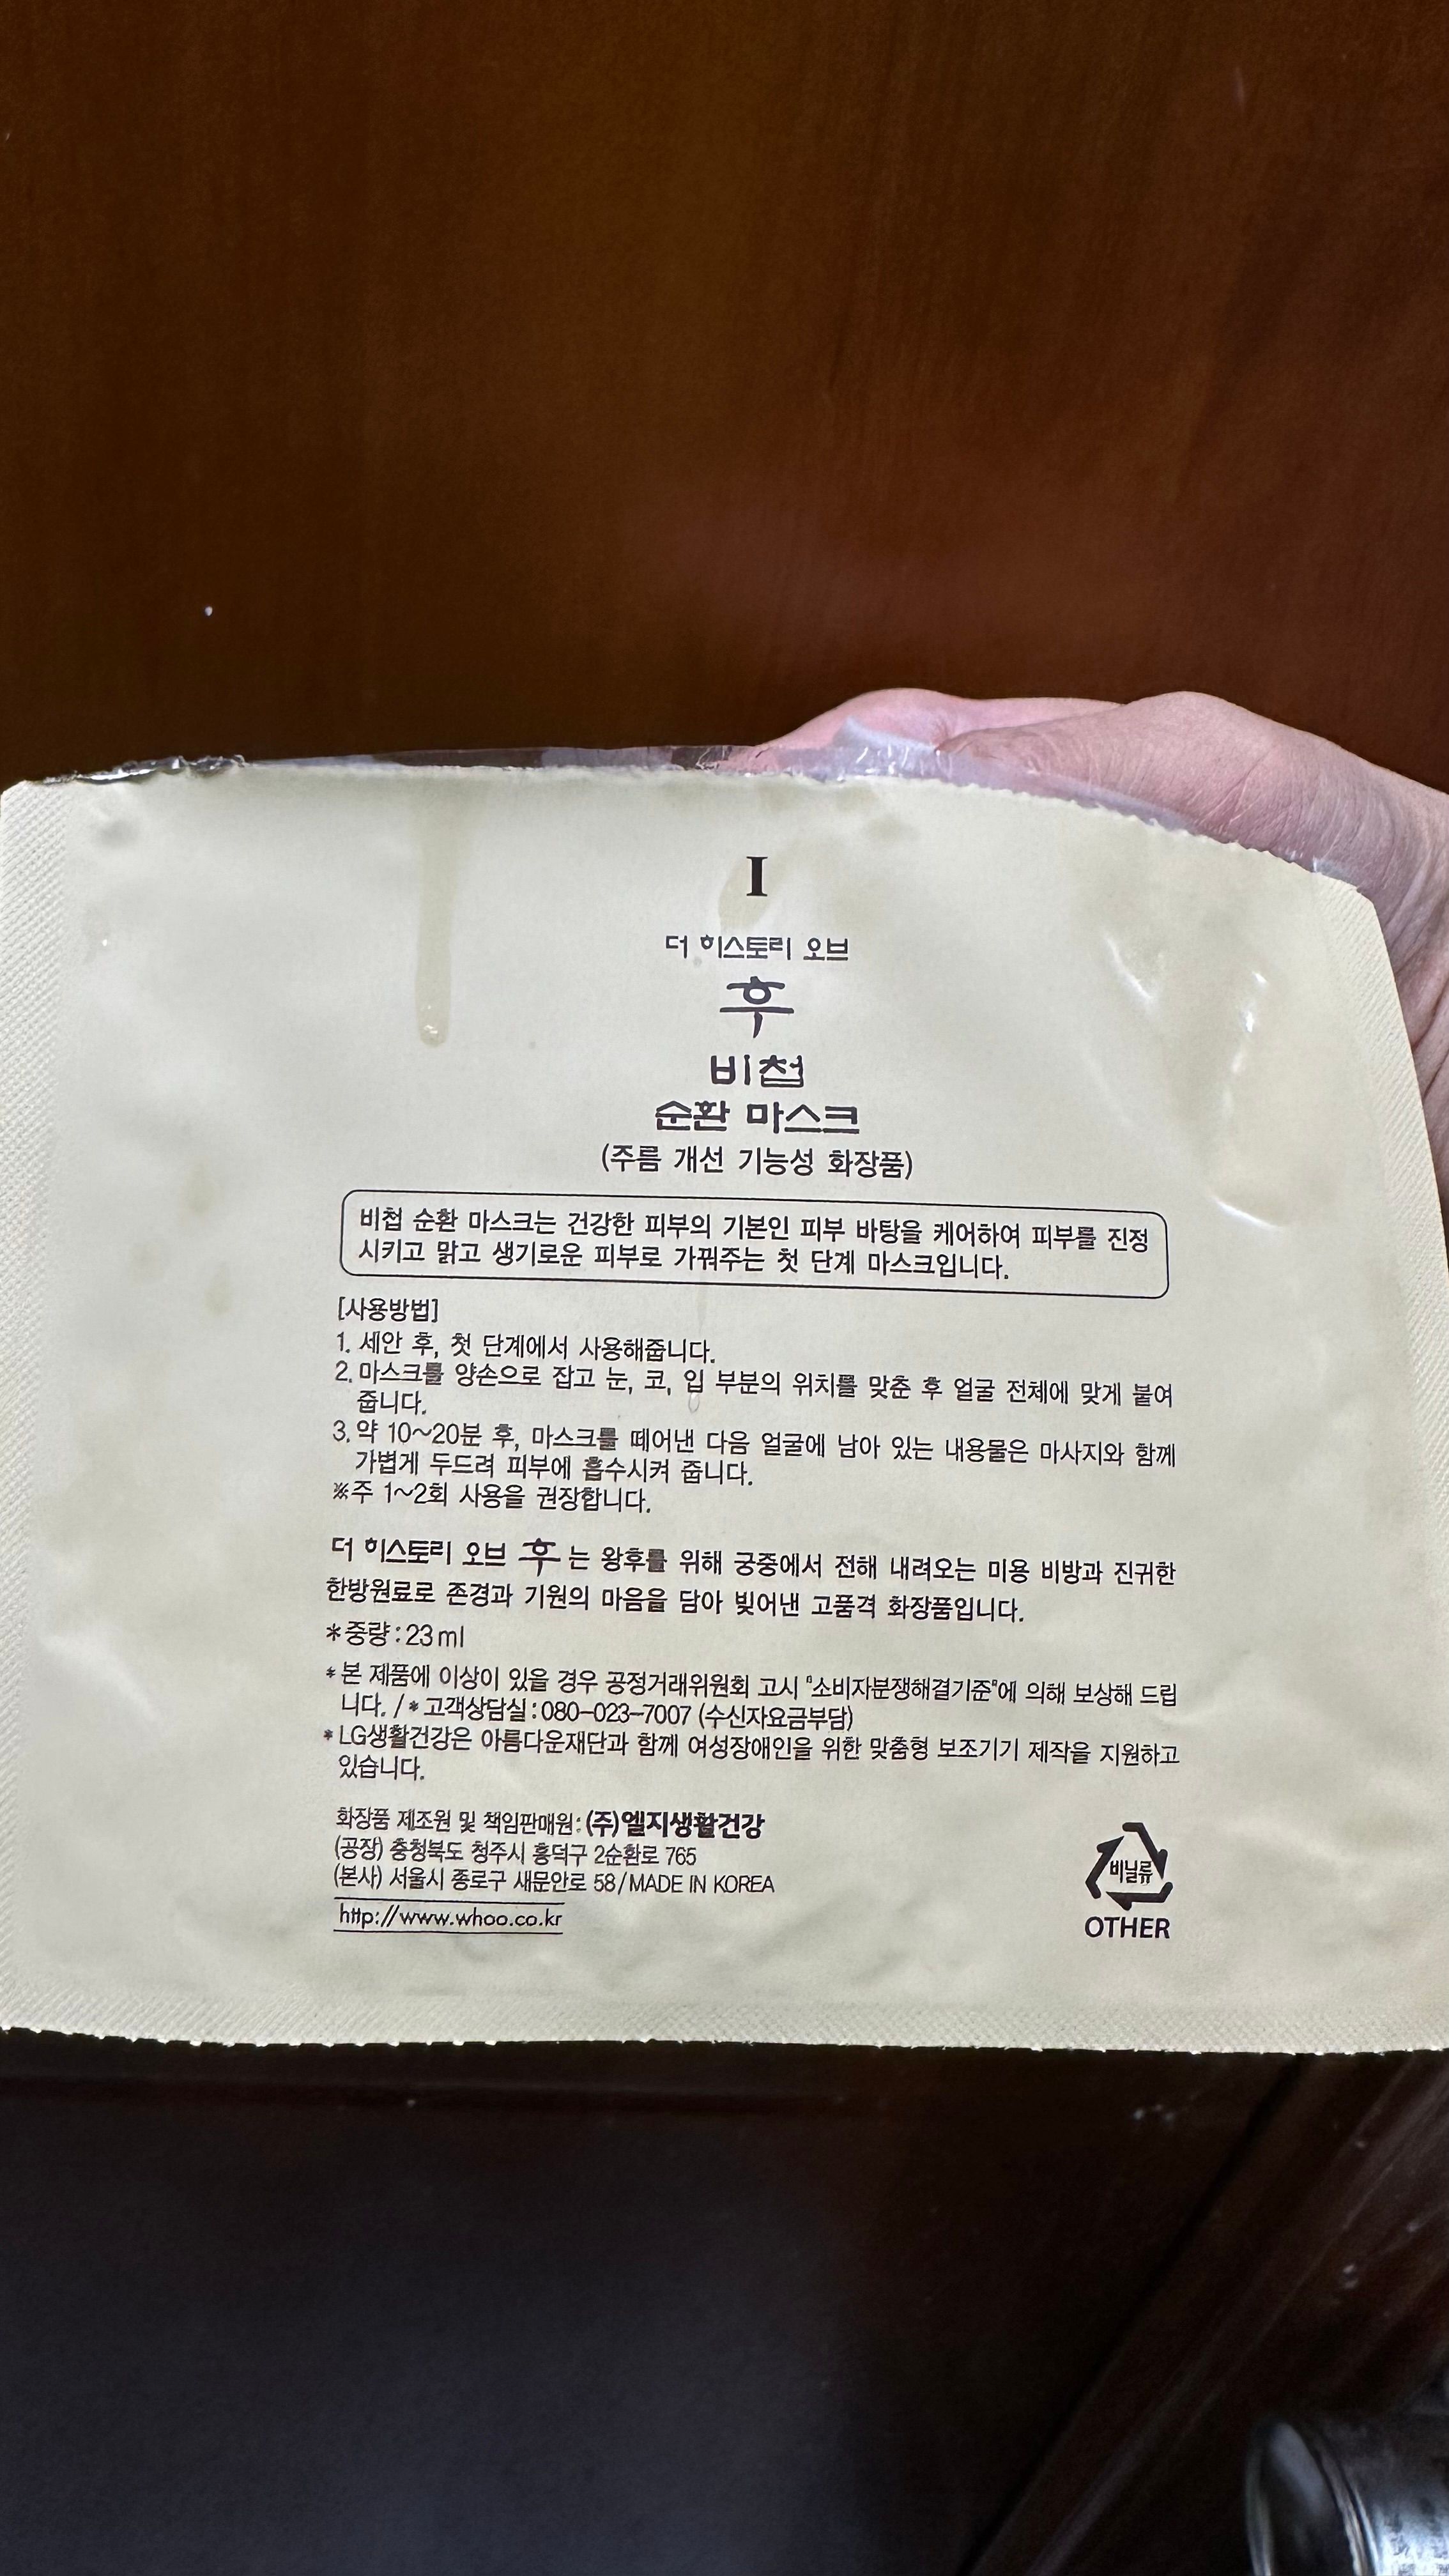 I
더 히스토리 오브
후
비첩
순환 마스크
(주름 개선 기능성 화장품)
비첩 순환 마스크는 건강한 피부의 기본인 피부 바탕을 케어하여 피부를 진정
시키고 맑고 생기로운 피부로 가꿔주는 첫 단계 마스크입니다.
[사용방법]
1. 세안 후, 첫 단계에서 사용해줍니다.
2. 마스크를 양손으로 잡고 눈, 코, 입 부분의 위치를 맞춘 후 얼굴 전체에 맞게 붙여
줍니다.
3. 약 10~20분 후, 마스크를 떼어낸 다음 얼굴에 남아 있는 내용물은 마사지와 함께
가볍게 두드려 피부에 흡수시켜 줍니다.
※주 1~2회 사용을 권장합니다.
더 히스토리 오브 후는 왕후를 위해 궁중에서 전해 내려오는 미용 비방과 진귀한
한방원료로 존경과 기원의 마음을 담아 빚어낸 고품격 화장품입니다.
*중량:23ml
*본 제품에 이상이 있을 경우 공정거래위원회 고시 "소비자분쟁해결기준"에 의해 보상해 드립
니다. / *고객상담실:080-023-7007 (수신자요금부담)
*LG생활건강은 아름다운재단과 함께 여성장애인을 위한 맞춤형 보조기기 제작을 지원하고
있습니다.
화장품 제조원 및 책임판매원: (주)엘지생활건강
(공장) 충청북도 청주시 흥덕구 2순환로 765
(본사) 서울시 종로구 새문안로 58/MADE IN KOREA
http://www.whoo.co.kr
비닐류
OTHER